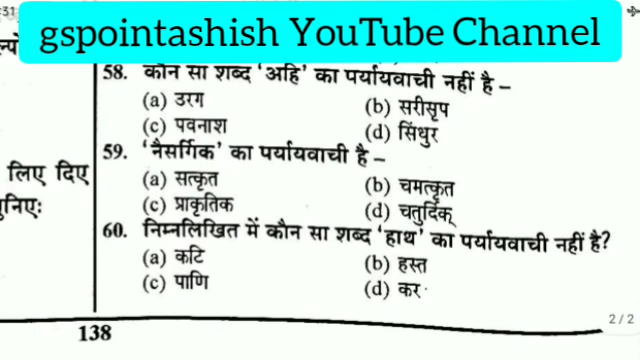 gspointashish YouTube Channel
58. कौन सा शब्द 'अहि' का पर्यायवाची नहीं है –
(a) उरग (b) सरीसृप
(c) पवनाश (d) सिंधुर
59. 'नैसर्गिक' का पर्यायवाची है –
लिए दिए
(a) सत्कृत (b) चमत्कृत
(c) प्राकृतिक (d) चतुर्दिक्
60. निम्नलिखित में कौन सा शब्द 'हाथ' का पर्यायवाची नहीं है?
(a) कटि (b) हस्त
(c) पाणि (d) कर
2/2
138